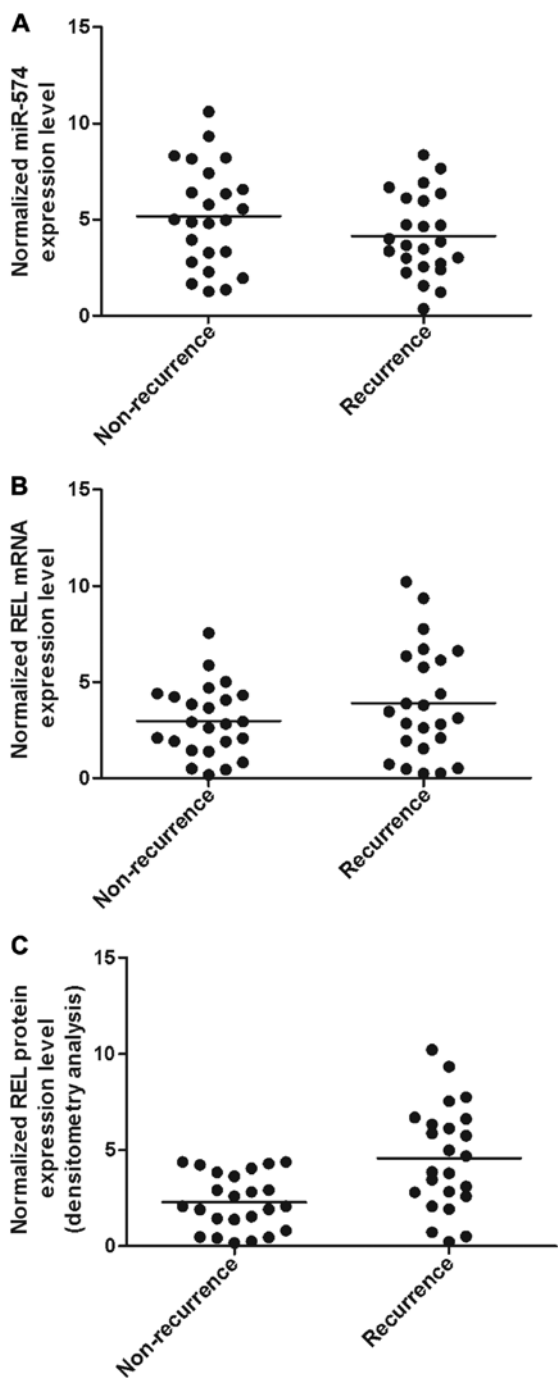 A
Normalized miR-574
expression level
15
10
5
0
Non-recurrence
Recurrence
B
Normalized REL mRNA
expression level
15
10
5
0
Non-recurrence
Recurrence
C
Normalized REL protein
expression level
(densitometry analysis)
15
10
5
0
Non-recurrence
Recurrence